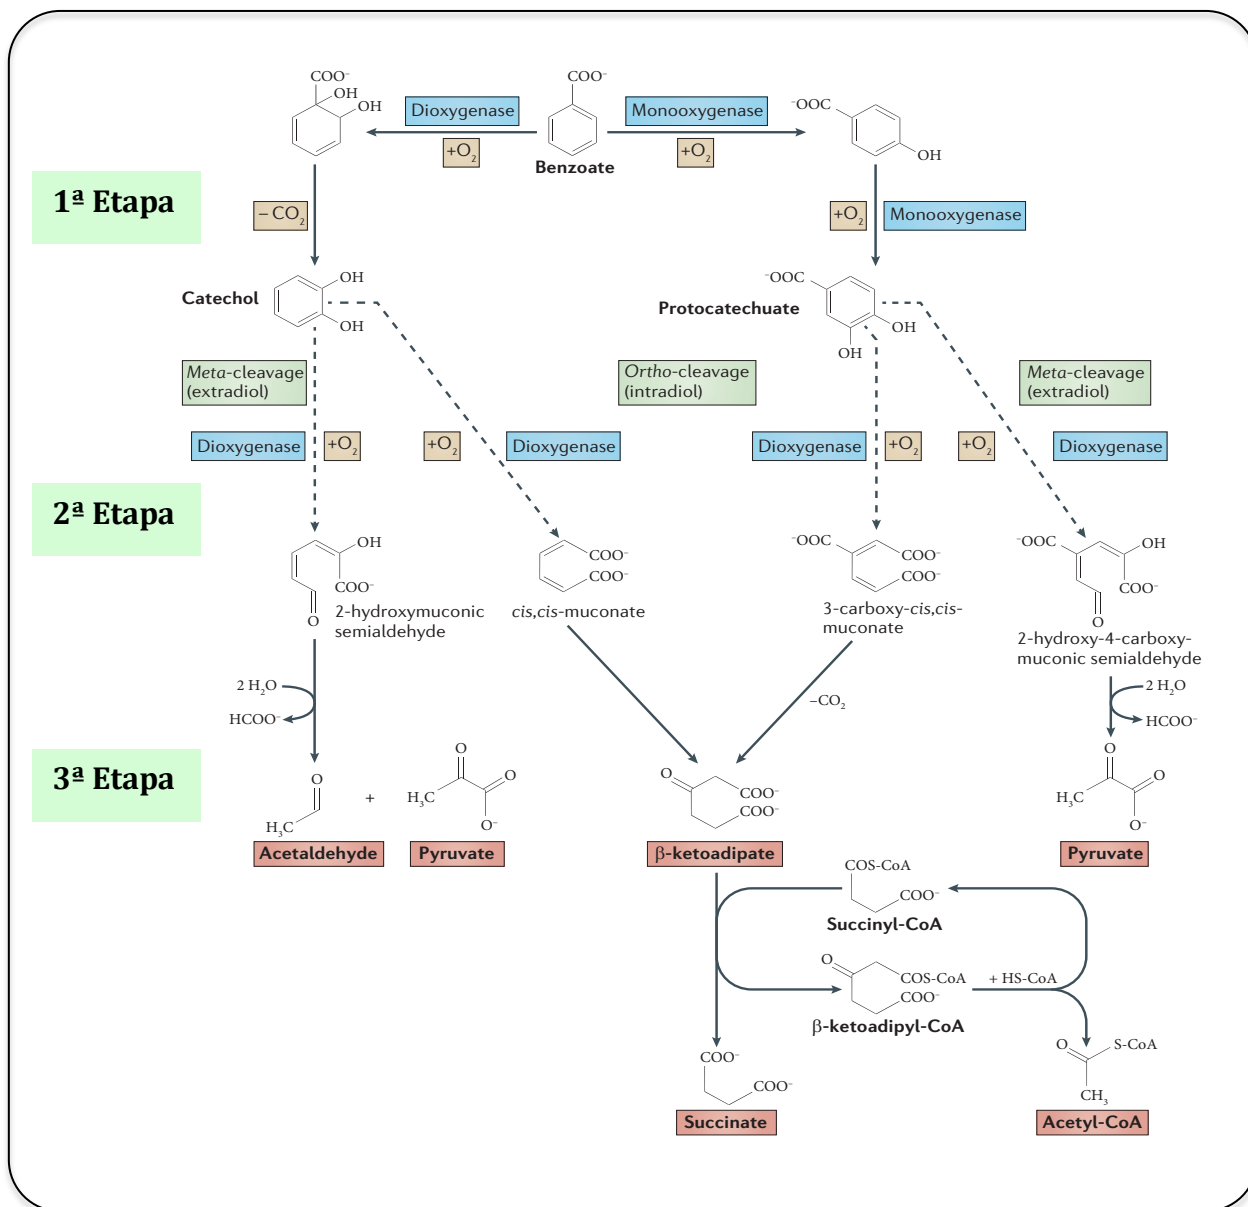 COO⁻
OH
OH
Dioxygenase
+O₂
COO⁻
Benzoate
Monooxygenase
+O₂
⁻OOC
OH
1ª Etapa
– CO₂
+O₂
Monooxygenase
Catechol
OH
OH
Protocatechuate
⁻OOC
OH
OH
Meta-cleavage
(extradiol)
Ortho-cleavage
(intradiol)
Meta-cleavage
(extradiol)
Dioxygenase
+O₂
+O₂
Dioxygenase
Dioxygenase
+O₂
+O₂
Dioxygenase
2ª Etapa
OH
COO⁻
O
2-hydroxymuconic
semialdehyde
COO⁻
COO⁻
cis,cis-muconate
⁻OOC
COO⁻
COO⁻
3-carboxy-cis,cis-
muconate
⁻OOC
OH
COO⁻
O
2-hydroxy-4-carboxy-
muconic semialdehyde
2 H₂O
HCOO⁻
–CO₂
2 H₂O
HCOO⁻
3ª Etapa
O
H₃C
Acetaldehyde
+
O
O
H₃C
O⁻
Pyruvate
O
COO⁻
COO⁻
β-ketoadipate
O
O
H₃C
O⁻
Pyruvate
COS-CoA
COO⁻
Succinyl-CoA
O
COS-CoA
COO⁻
β-ketoadipyl-CoA
+ HS-CoA
COO⁻
COO⁻
Succinate
O
S-CoA
CH₃
Acetyl-CoA